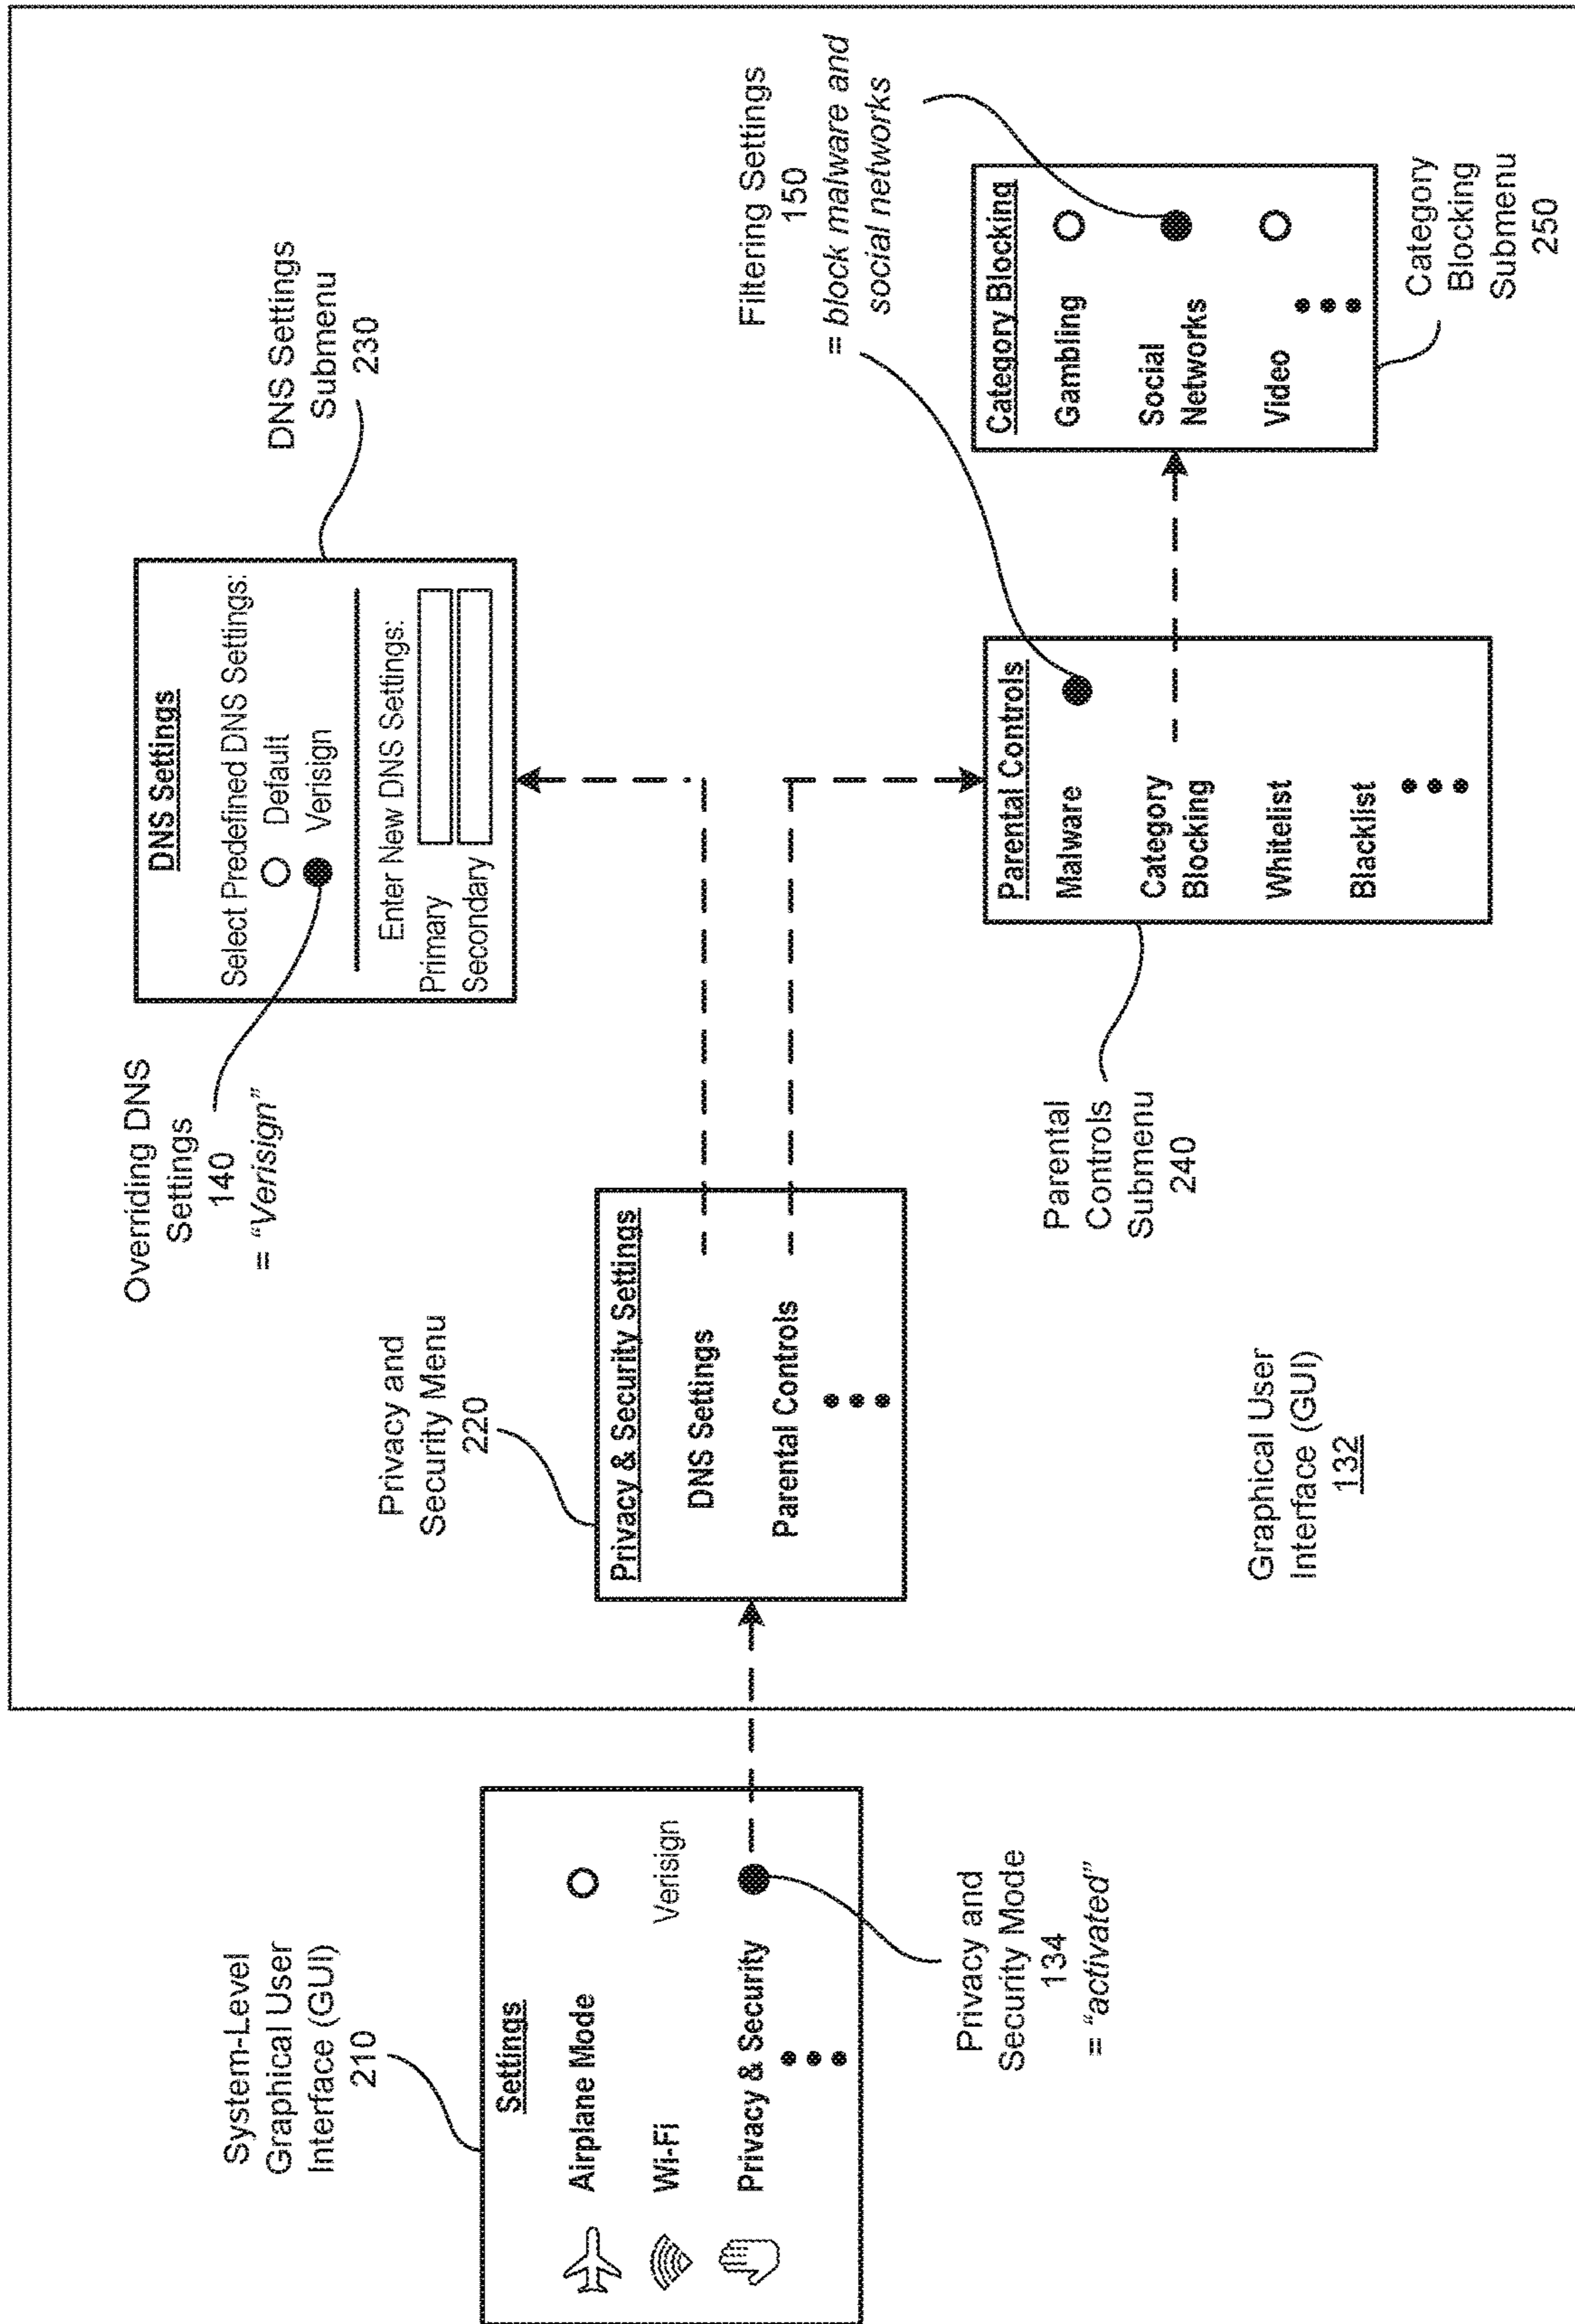 System-Level
Graphical User
Interface (GUI)
210
Settings
Airplane Mode
Wi-Fi
Verisign
Privacy & Security
Privacy and
Security Mode
134
= "activated"
Privacy and
Security Menu
220
Privacy & Security Settings
DNS Settings
Parental Controls
Graphical User
Interface (GUI)
132
Overriding DNS
Settings
140
= "Verisign"
DNS Settings
Select Predefined DNS Settings:
Default
Verisign
Enter New DNS Settings:
Primary
Secondary
DNS Settings
Submenu
230
Parental
Controls
Submenu
240
Parental Controls
Malware
Category
Blocking
Whitelist
Blacklist
Filtering Settings
150
= block malware and
social networks
Category Blocking
Gambling
Social
Networks
Video
Category
Blocking
Submenu
250